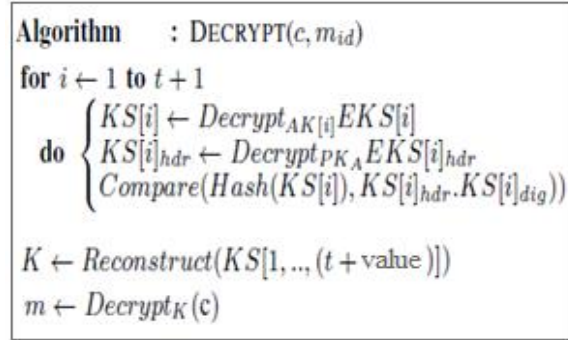 Algorithm : DECRYPT(c, m_id)
for i ← 1 to t + 1
do { KS[i] ← Decrypt_AK[i] EKS[i]
KS[i]_hdr ← Decrypt_PK_A EKS[i]_hdr
Compare(Hash(KS[i]), KS[i]_hdr.KS[i]_dig))
K ← Reconstruct(KS[1,..,(t + value)])
m ← Decrypt_K(c)